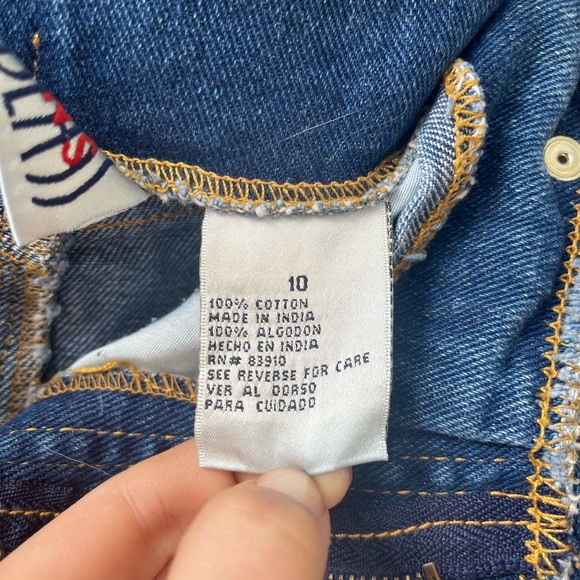 10
100% COTTON
MADE IN INDIA
100% ALGODON
HECHO EN INDIA
RN# 83910
SEE REVERSE FOR CARE
VER AL DORSO
PARA CUIDADO